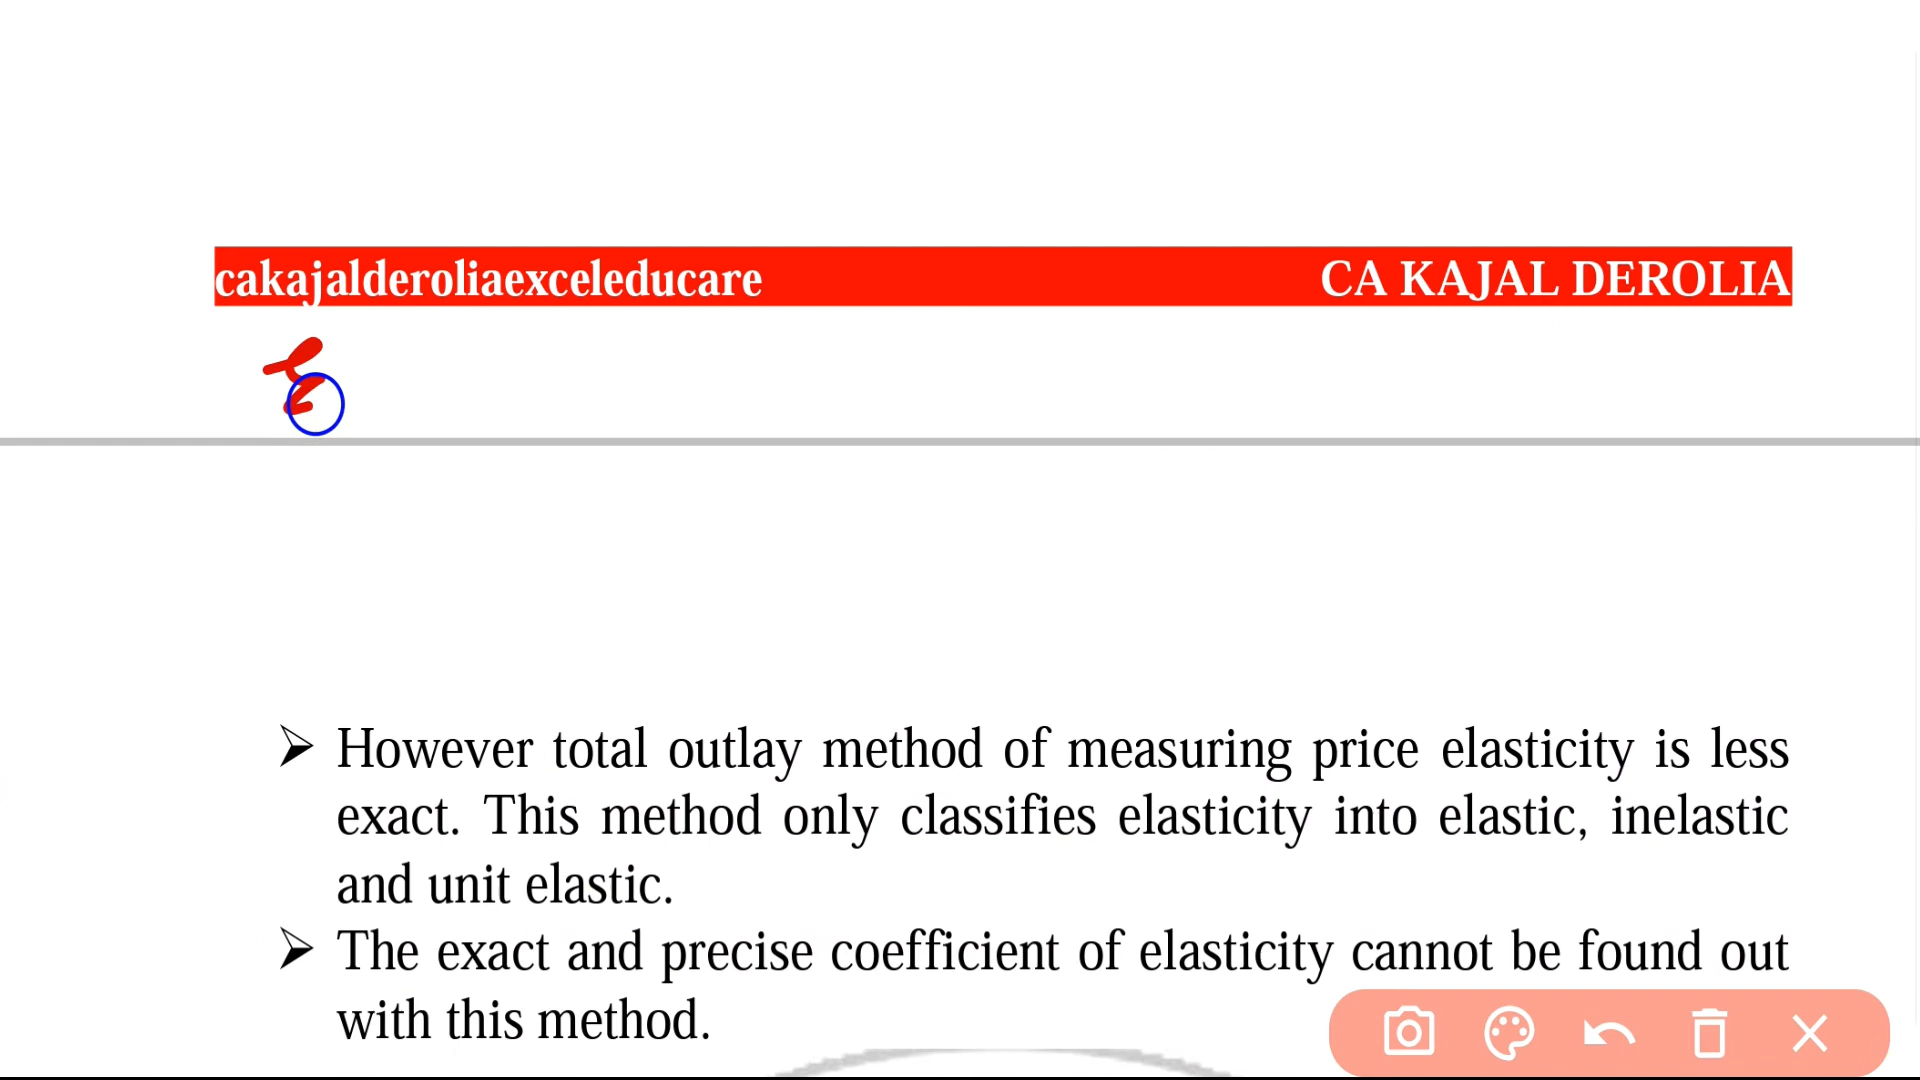 cakajalderoliaexceleducare CA KAJAL DEROLIA
➢ However total outlay method of measuring price elasticity is less
exact. This method only classifies elasticity into elastic, inelastic
and unit elastic.
➢ The exact and precise coefficient of elasticity cannot be found out
with this method.